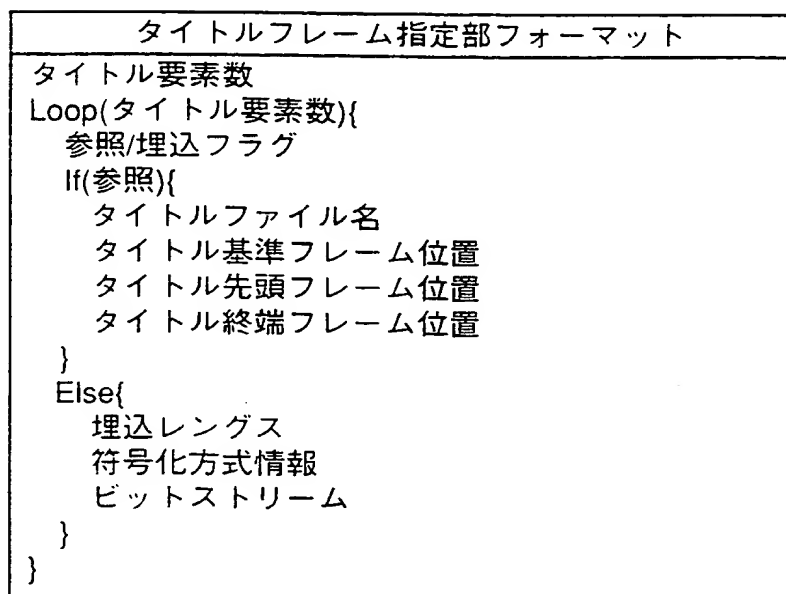 タイトルフレーム指定部フォーマット
タイトル要素数
Loop(タイトル要素数){
参照/埋込フラグ
If(参照){
タイトルファイル名
タイトル基準フレーム位置
タイトル先頭フレーム位置
タイトル終端フレーム位置
}
Else{
埋込レングス
符号化方式情報
ビットストリーム
}
}